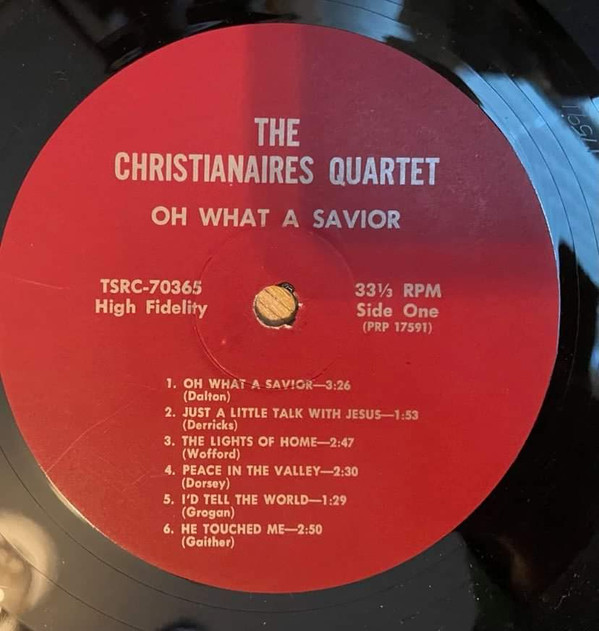 THE
CHRISTIANAIRES QUARTET
OH WHAT A SAVIOR
TSRC-70365
High Fidelity
33⅓ RPM
Side One
(PRP 17591)
1. OH WHAT A SAVIOR—3:26
(Dalton)
2. JUST A LITTLE TALK WITH JESUS—1:53
(Derricks)
3. THE LIGHTS OF HOME—2:47
(Wofford)
4. PEACE IN THE VALLEY—2:30
(Dorsey)
5. I'D TELL THE WORLD—1:29
(Grogan)
6. HE TOUCHED ME—2:50
(Gaither)